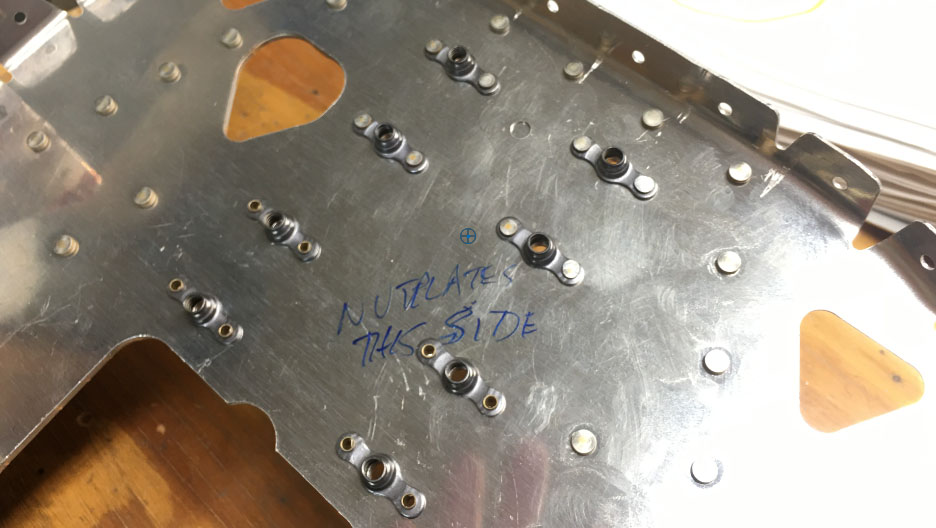 NUTPLATES
THIS SIDE